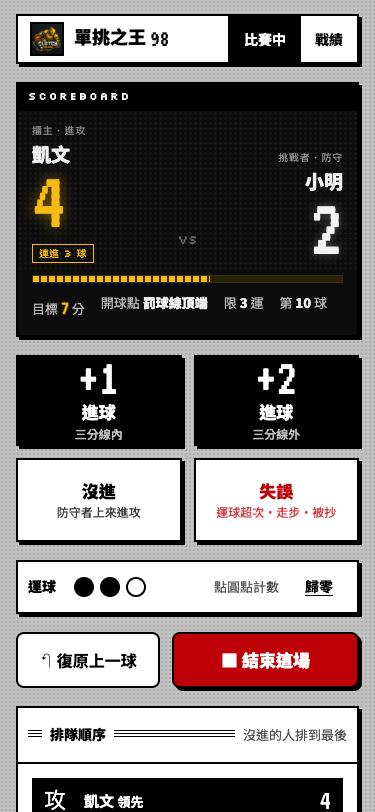 單挑之王 98
比賽中
戰績
SCOREBOARD
擂主·進攻
凱文
4
連進 3 球
VS
挑戰者·防守
小明
2
目標 7 分
開球點 罰球線頂端
限 3 運
第 10 球
+1
進球
三分線內
+2
進球
三分線外
沒進
防守者上來進攻
失誤
運球超次・走步・被抄
運球
點圓點計數
歸零
復原上一球
結束這場
排隊順序
沒進的人排到最後
攻
凱文 領先
4